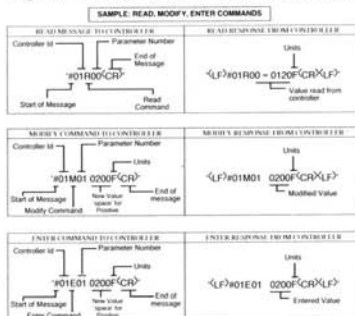 SAMPLE: READ, MODIFY, ENTER COMMANDS
READ MESSAGE TO CONTROLLER
READ RESPONSE FROM CONTROLLER
Controller Id
Parameter Number
End of
Message
'#01R00'<CR>'
Start of Message
Read
Command
Units
<LF>#01R00 = 0120F<CR><LF>
Value read from
controller
MODIFY COMMAND TO CONTROLLER
MODIFY RESPONSE FROM CONTROLLER
Controller Id
Parameter Number
Units
'#01M01 0200F'<CR>'
Start of Message
Modify Command
New Value
'space' for
Positive
End of
message
Units
<LF>#01M01 0200F<CR><LF>
Modified Value
ENTER COMMAND TO CONTROLLER
ENTER RESPONSE FROM CONTROLLER
Controller Id
Parameter Number
Units
'#01E01 0200F'<CR>'
Start of Message
Enter Command
New Value
'space' for
Positive
End of
message
Units
<LF>#01E01 0200F<CR><LF>
Entered Value